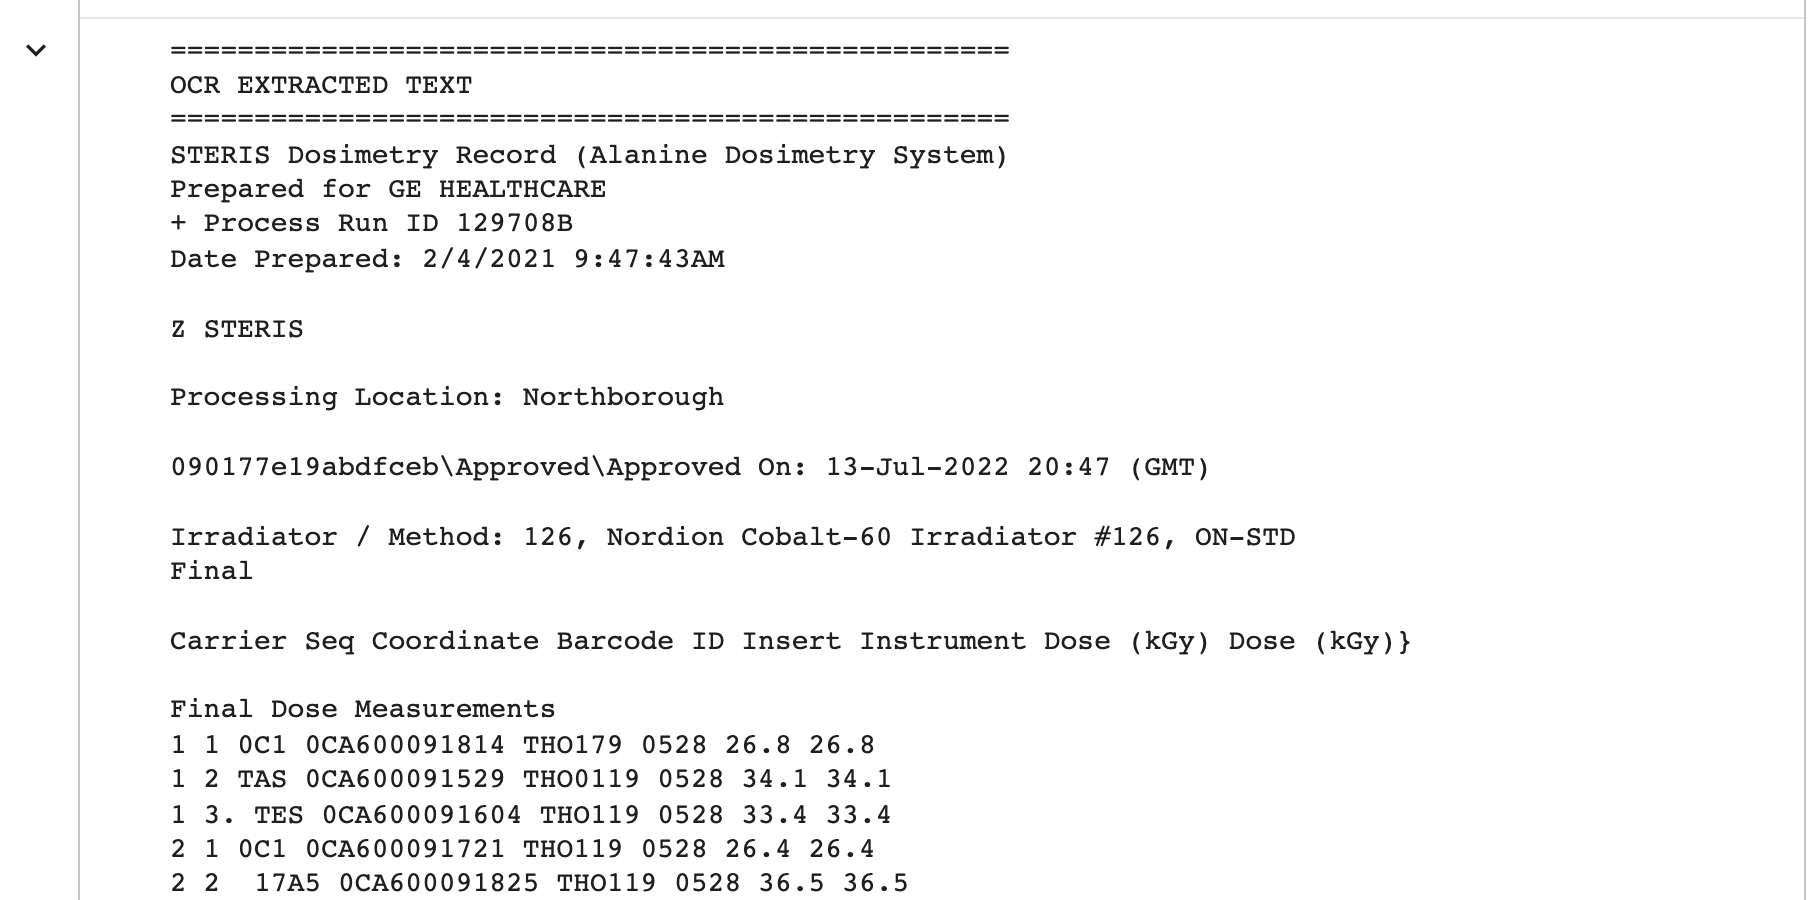 ==================================================
OCR EXTRACTED TEXT
==================================================
STERIS Dosimetry Record (Alanine Dosimetry System)
Prepared for GE HEALTHCARE
+ Process Run ID 129708B
Date Prepared: 2/4/2021 9:47:43AM
Z STERIS
Processing Location: Northborough
090177e19abdfceb\Approved\Approved On: 13-Jul-2022 20:47 (GMT)
Irradiator / Method: 126, Nordion Cobalt-60 Irradiator #126, ON-STD
Final
Carrier Seq Coordinate Barcode ID Insert Instrument Dose (kGy) Dose (kGy)}
Final Dose Measurements
1 1 0C1 0CA600091814 THO179 0528 26.8 26.8
1 2 TAS 0CA600091529 THO0119 0528 34.1 34.1
1 3. TES 0CA600091604 THO119 0528 33.4 33.4
2 1 0C1 0CA600091721 THO119 0528 26.4 26.4
2 2  17A5 0CA600091825 THO119 0528 36.5 36.5